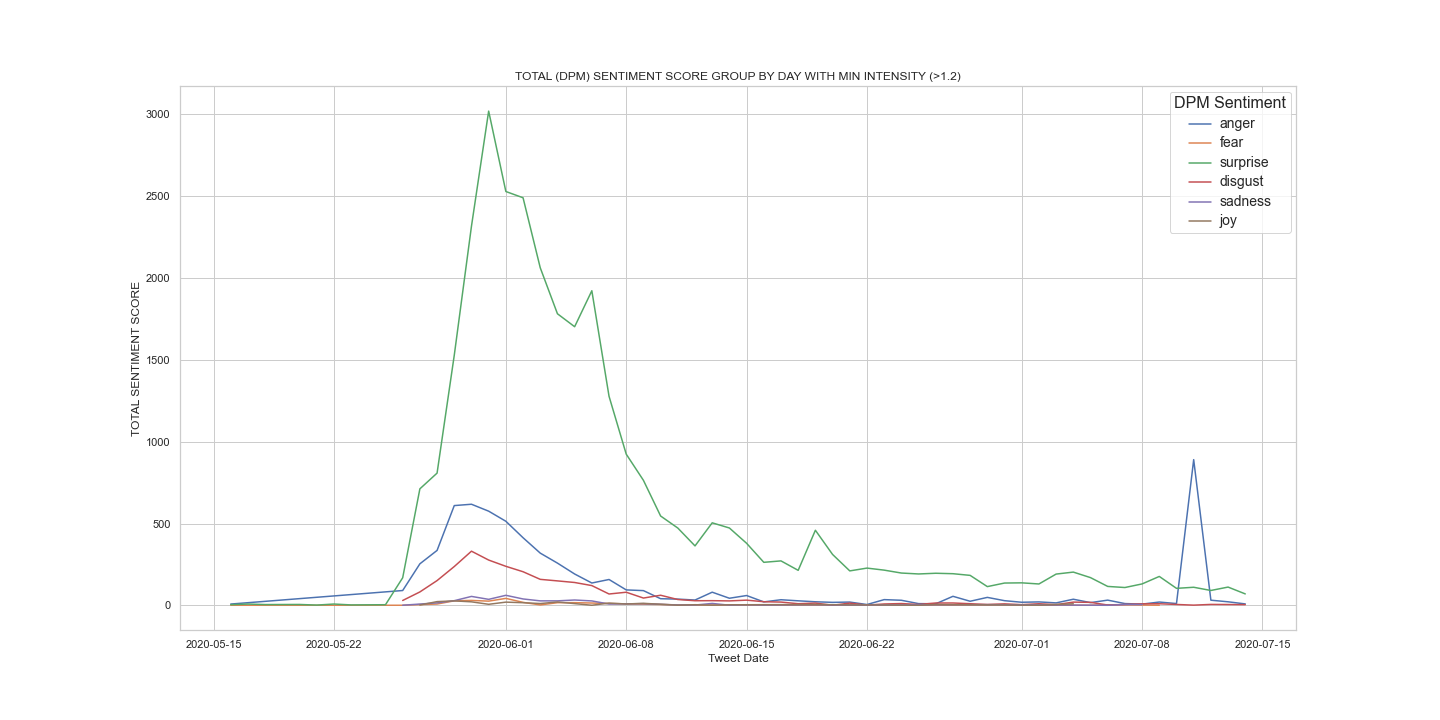 TOTAL (DPM) SENTIMENT SCORE GROUP BY DAY WITH MIN INTENSITY (>1.2)
DPM Sentiment
anger
fear
surprise
disgust
sadness
joy
TOTAL SENTIMENT SCORE
3000
2500
2000
1500
1000
500
0
2020-05-15 2020-05-22 2020-06-01 2020-06-08 2020-06-15 2020-06-22 2020-07-01 2020-07-08 2020-07-15
Tweet Date